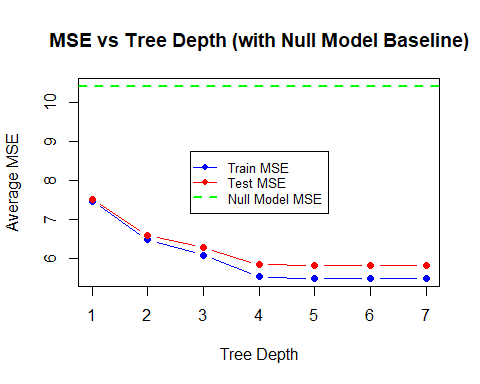 MSE vs Tree Depth (with Null Model Baseline)
Average MSE
10
9
8
7
6
Train MSE
Test MSE
Null Model MSE
1 2 3 4 5 6 7
Tree Depth